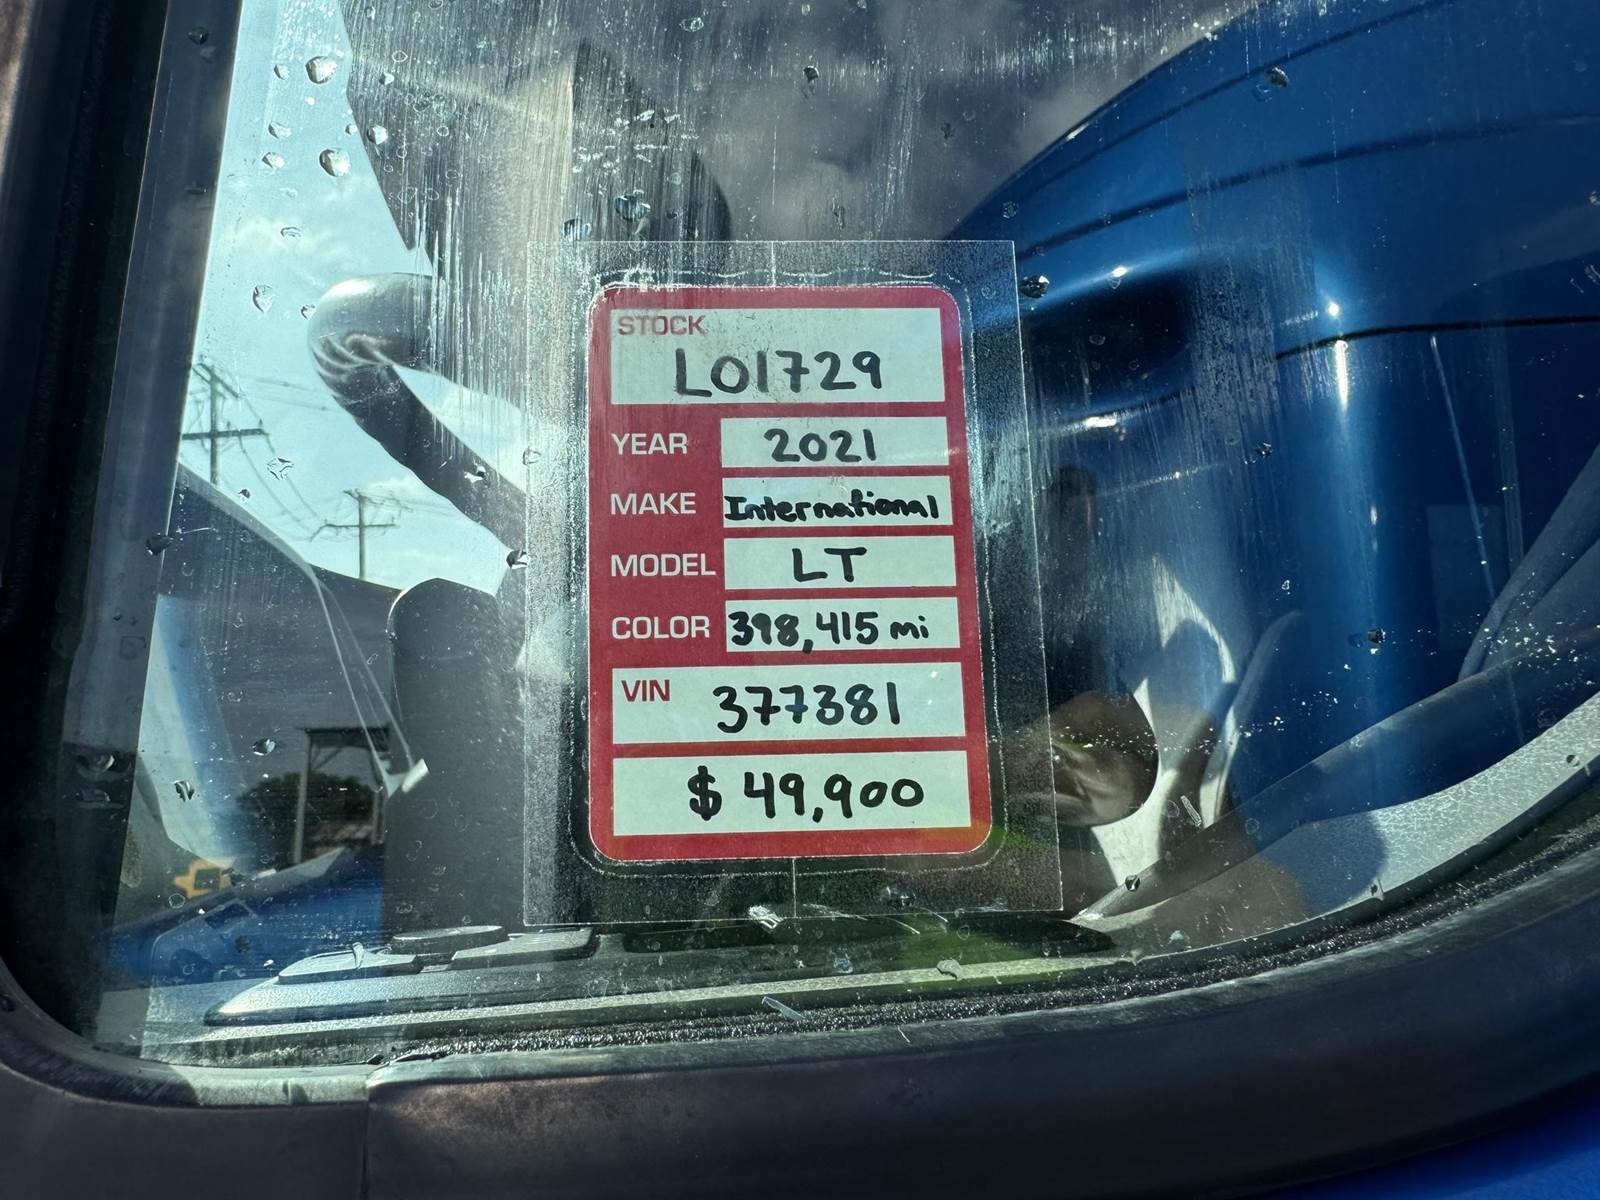 STOCK
L01729
YEAR 2021
MAKE International
MODEL LT
COLOR 398,415 mi
VIN 377381
$49,900